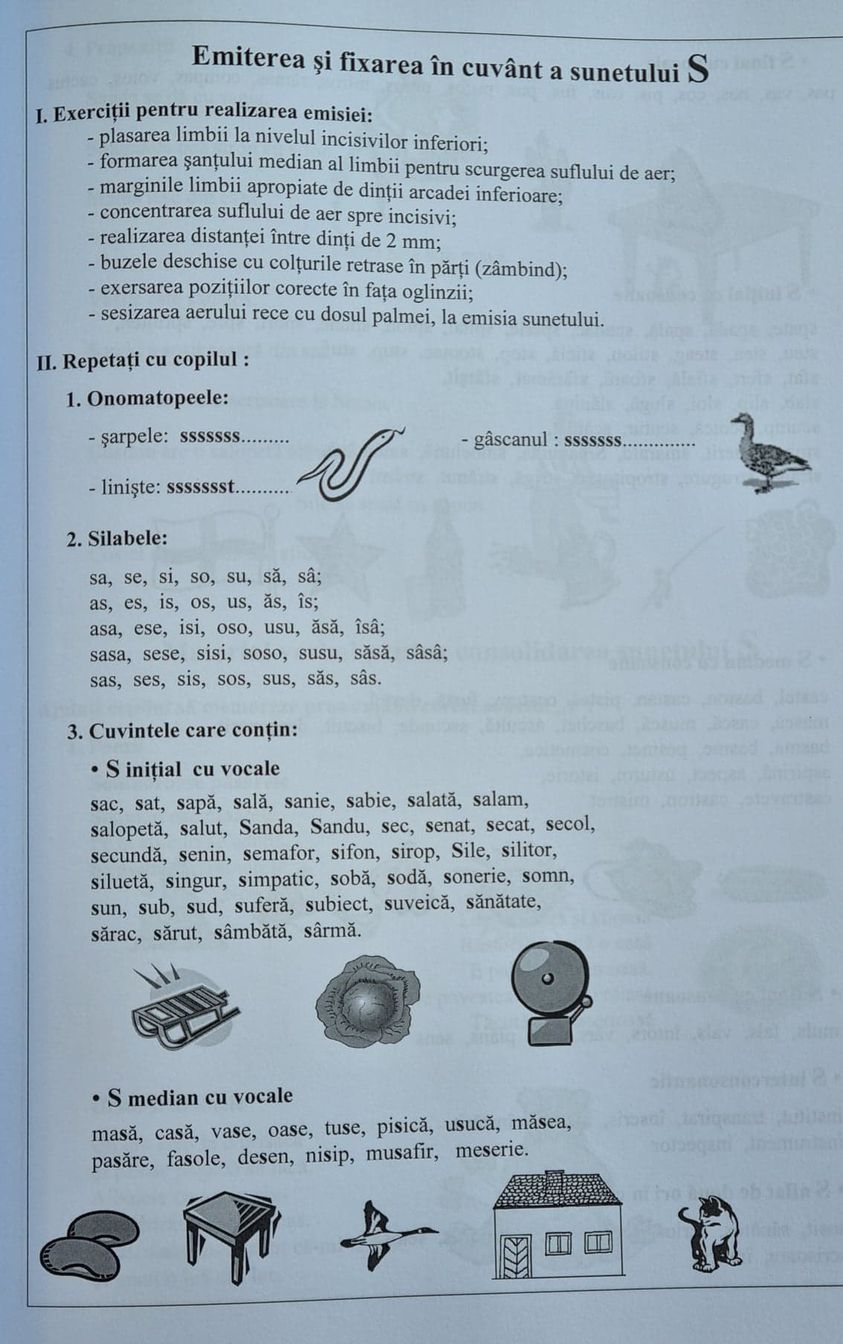 Emiterea şi fixarea în cuvânt a sunetului S
I. Exerciţii pentru realizarea emisiei:
- plasarea limbii la nivelul incisivilor inferiori;
- formarea şanţului median al limbii pentru scurgerea suflului de aer;
- marginile limbii apropiate de dinţii arcadei inferioare;
- concentrarea suflului de aer spre incisivi;
- realizarea distanţei între dinţi de 2 mm;
- buzele deschise cu colţurile retrase în părţi (zâmbind);
- exersarea poziţiilor corecte în faţa oglinzii;
- sesizarea aerului rece cu dosul palmei, la emisia sunetului.
II. Repetaţi cu copilul :
1. Onomatopeele:
- şarpele: sssssss......... - gâscanul : sssssss..............
- linişte: ssssssst..........
2. Silabele:
sa, se, si, so, su, să, sâ;
as, es, is, os, us, ăs, îs;
asa, ese, isi, oso, usu, ăsă, îsâ;
sasa, sese, sisi, soso, susu, săsă, sâsâ;
sas, ses, sis, sos, sus, săs, sâs.
3. Cuvintele care conţin:
• S iniţial cu vocale
sac, sat, sapă, sală, sanie, sabie, salată, salam,
salopetă, salut, Sanda, Sandu, sec, senat, secat, secol,
secundă, senin, semafor, sifon, sirop, Sile, silitor,
siluetă, singur, simpatic, sobă, sodă, sonerie, somn,
sun, sub, sud, suferă, subiect, suveică, sănătate,
sărac, sărut, sâmbătă, sârmă.
• S median cu vocale
masă, casă, vase, oase, tuse, pisică, usucă, măsea,
pasăre, fasole, desen, nisip, musafir, meserie.